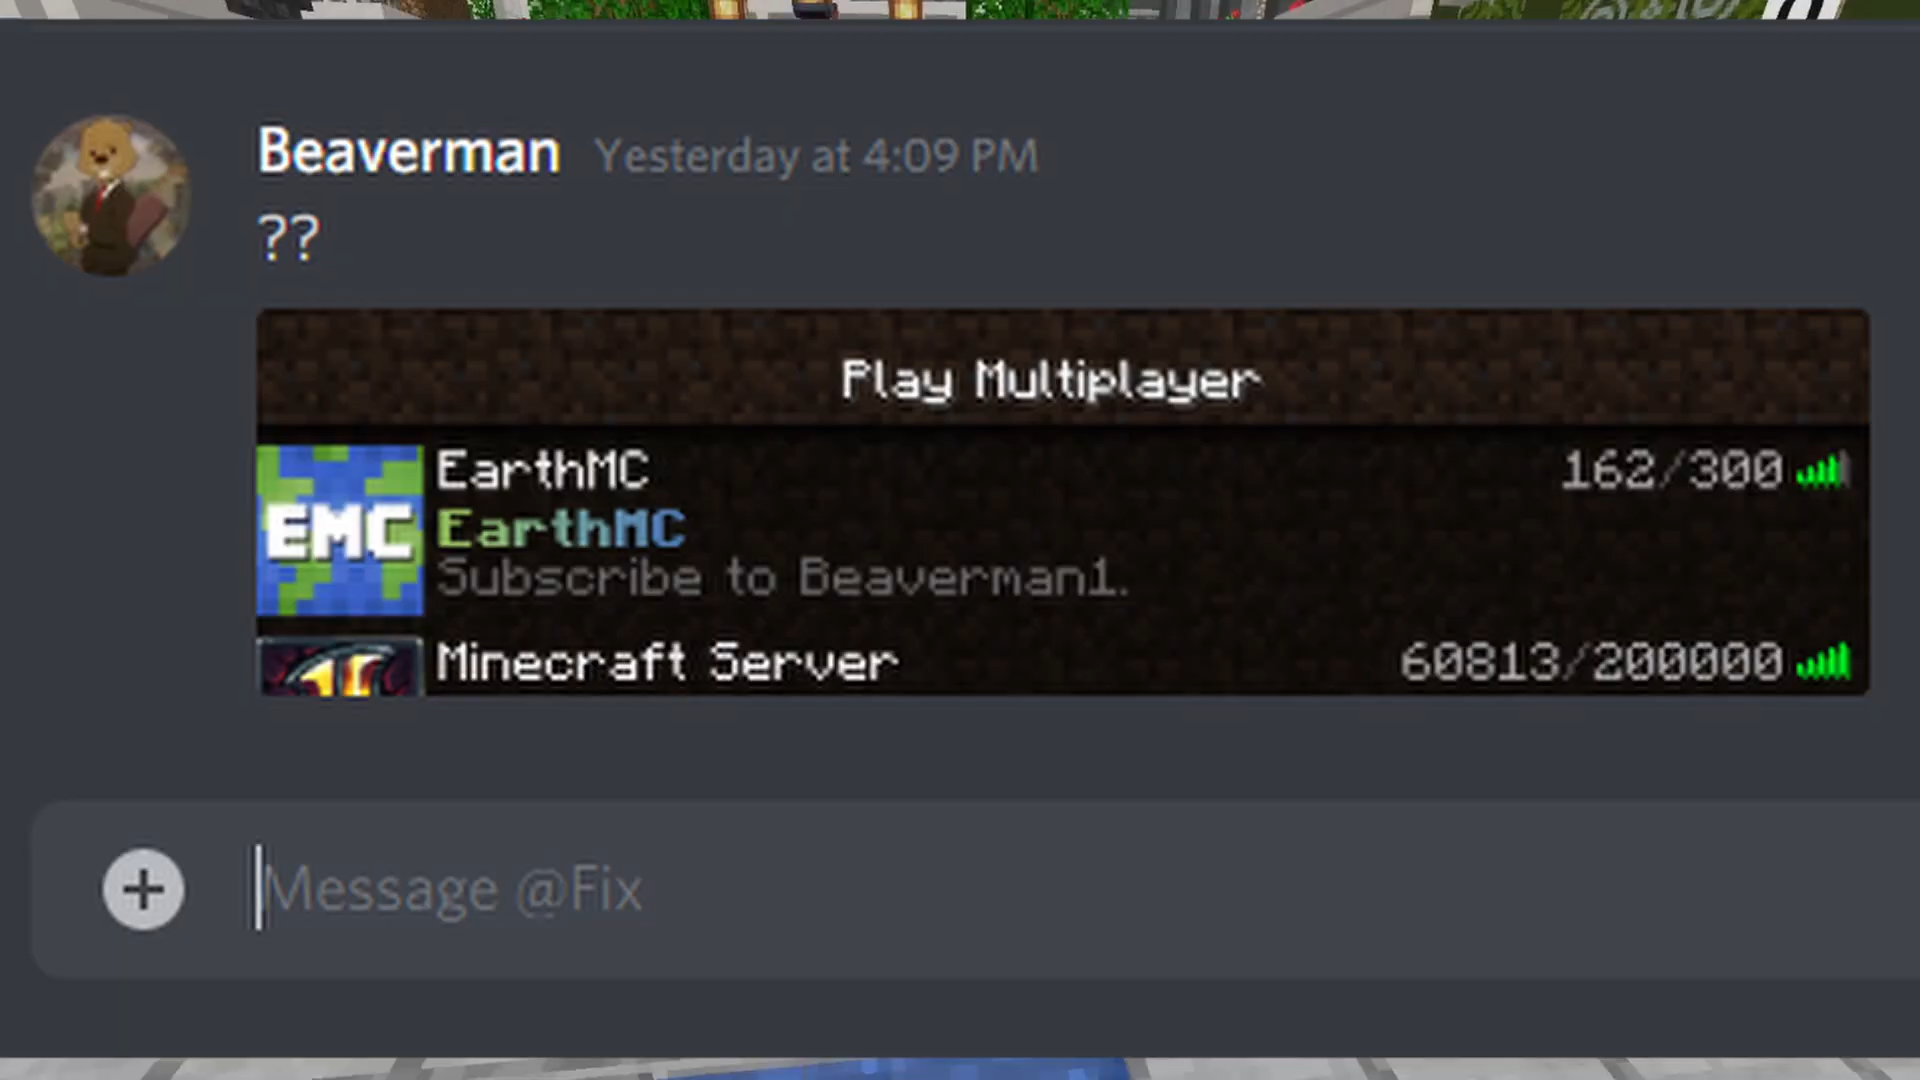 Beaverman Yesterday at 4:09 PM
??
Play Multiplayer
EarthMC 162/300
EMC
EarthMC
Subscribe to Beaverman1.
Minecraft Server 60813/200000
Message @Fix